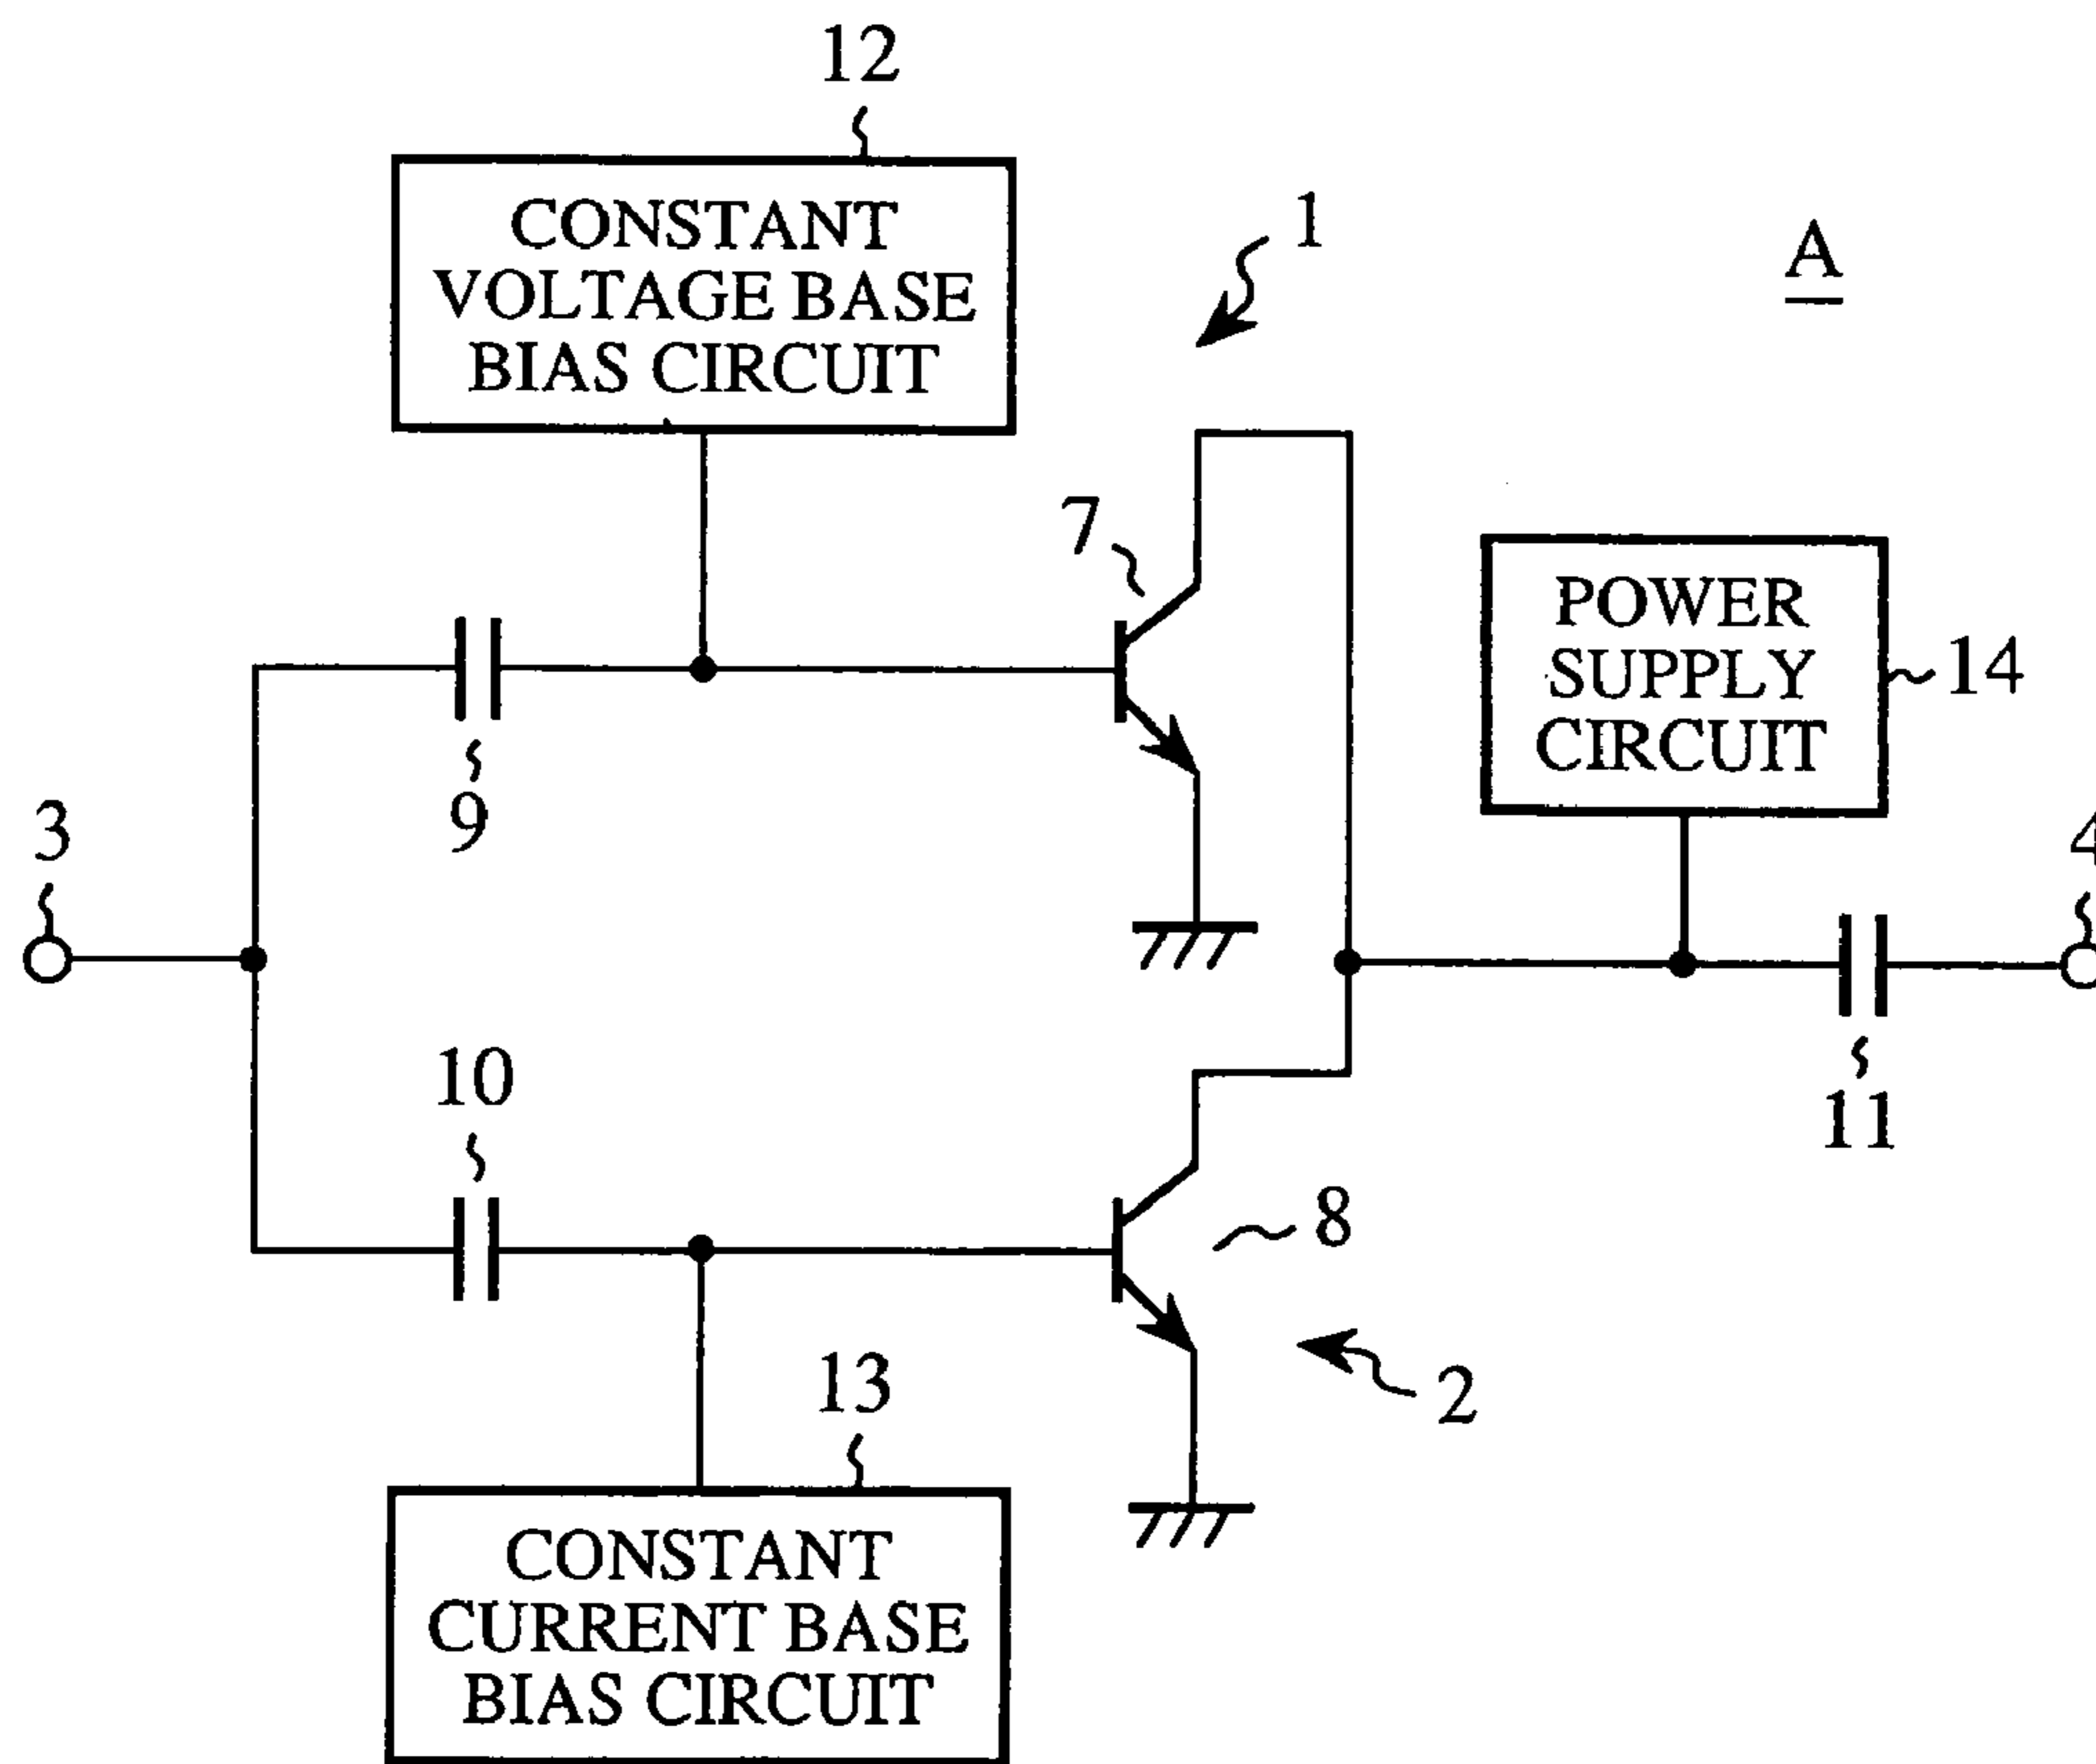 12
CONSTANT
VOLTAGE BASE
BIAS CIRCUIT
1
A
7
POWER
SUPPLY
CIRCUIT
14
9
3
4
10
11
8
2
13
CONSTANT
CURRENT BASE
BIAS CIRCUIT